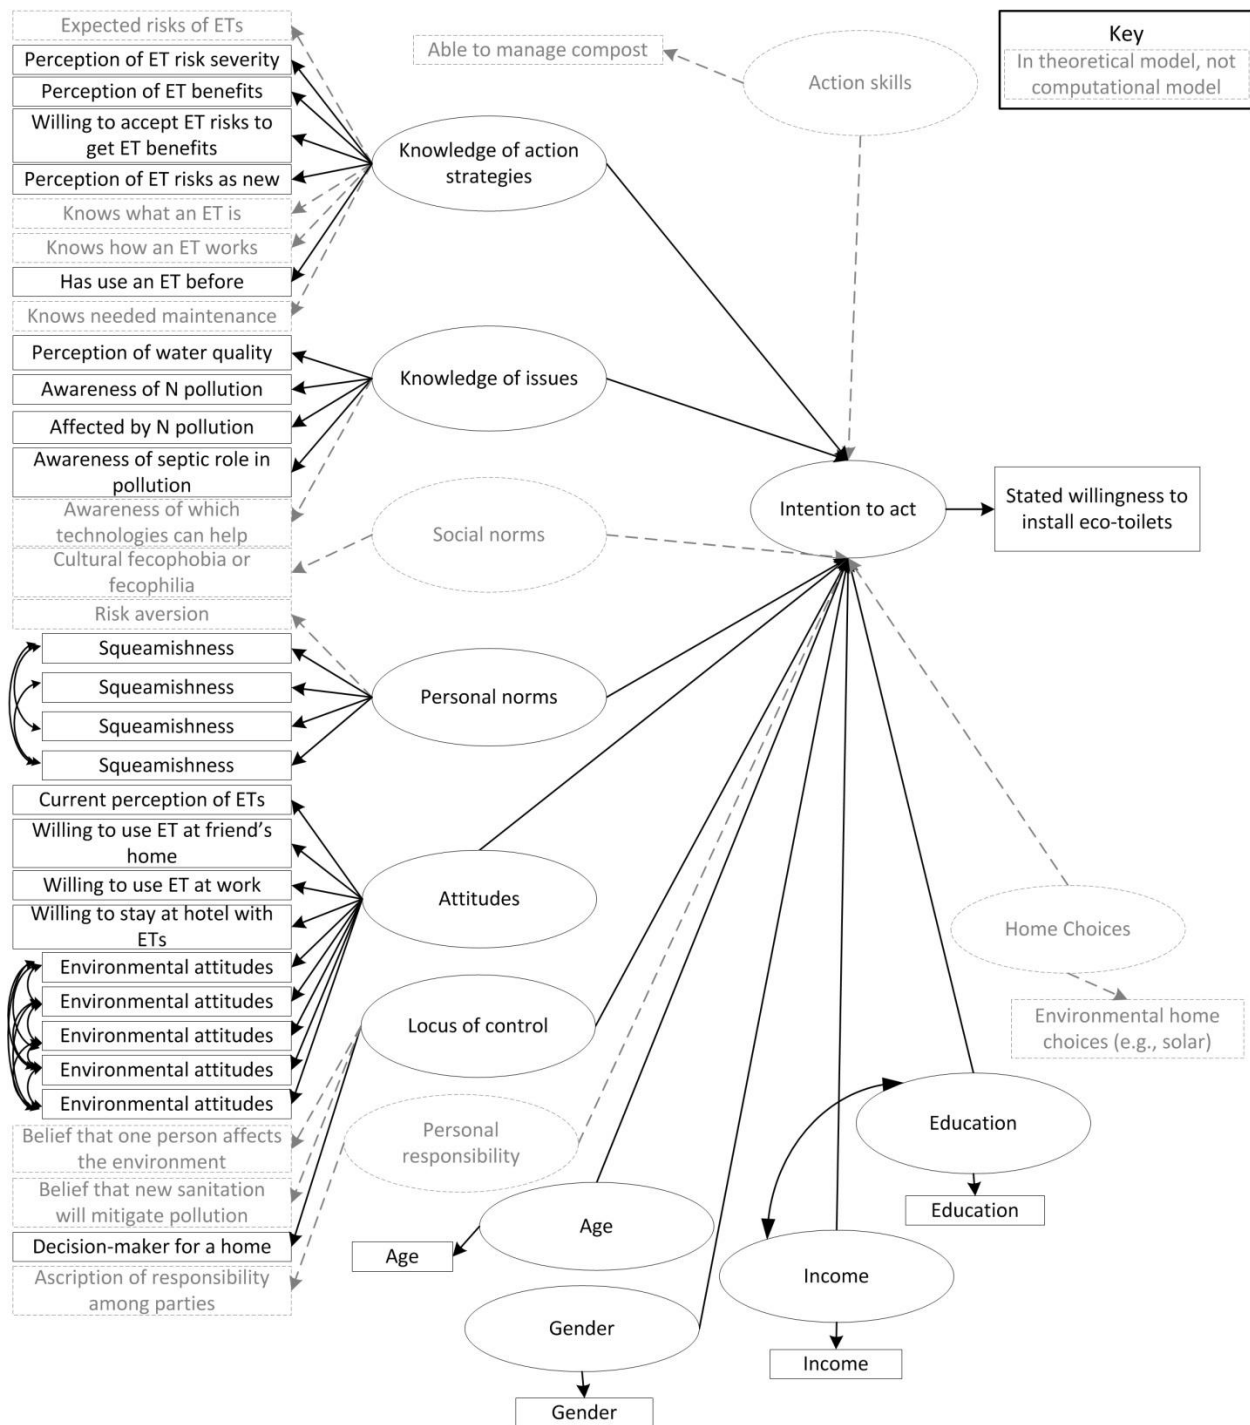 Expected risks of ETs
Perception of ET risk severity
Perception of ET benefits
Willing to accept ET risks to
get ET benefits
Perception of ET risks as new
Knows what an ET is
Knows how an ET works
Has use an ET before
Knows needed maintenance
Perception of water quality
Awareness of N pollution
Affected by N pollution
Awareness of septic role in
pollution
Awareness of which
technologies can help
Cultural fecophobia or
fecophilia
Risk aversion
Squeamishness
Squeamishness
Squeamishness
Squeamishness
Current perception of ETs
Willing to use ET at friend’s
home
Willing to use ET at work
Willing to stay at hotel with
ETs
Environmental attitudes
Environmental attitudes
Environmental attitudes
Environmental attitudes
Environmental attitudes
Belief that one person affects
the environment
Belief that new sanitation
will mitigate pollution
Decision-maker for a home
Ascription of responsibility
among parties
Able to manage compost
Action skills
Knowledge of action
strategies
Knowledge of issues
Social norms
Personal norms
Attitudes
Locus of control
Personal
responsibility
Age
Age
Gender
Gender
Income
Income
Education
Education
Home Choices
Environmental home
choices (e.g., solar)
Intention to act
Stated willingness to
install eco-toilets
Key
In theoretical model, not
computational model